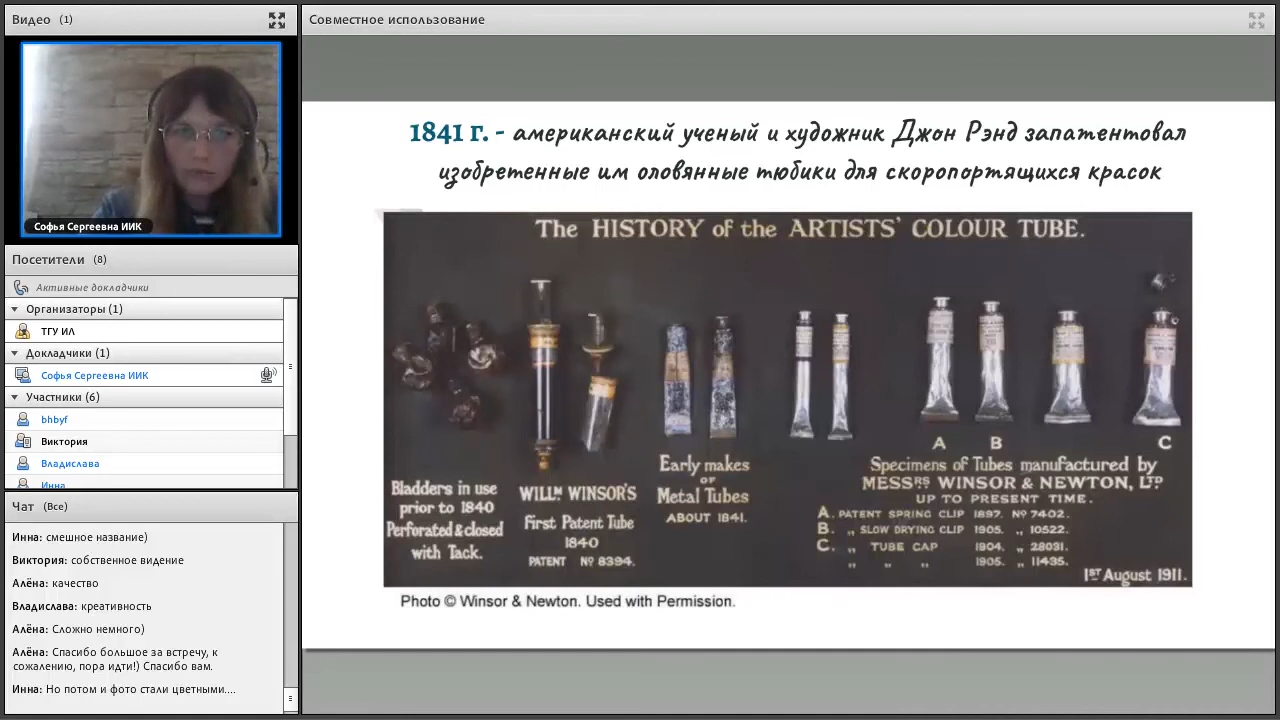 Видео (1)
Софья Сергеевна ИИК
Посетители (8)
Активные докладчики
Организаторы (1)
ТГУ ИЛ
Докладчики (1)
Софья Сергеевна ИИК
Участники (6)
bhbyf
Виктория
Владислава
Инна
Чат (Все)
Инна: смешное название)
Виктория: собственное видение
Алёна: качество
Владислава: креативность
Алёна: Сложно немного)
Алёна: Спасибо большое за встречу, к
сожалению, пора идти!) Спасибо вам.
Инна: Но потом и фото стали цветными....
Совместное использование
1841 г. - американский ученый и художник Джон Рэнд запатентовал
изобретенные им оловянные тюбики для скоропортящихся красок
The HISTORY of the ARTISTS' COLOUR TUBE.
Bladders in use
prior to 1840
Perforated & closed
with Tack.
WILLM. WINSOR'S
First Patent Tube
1840
PATENT No 8394.
Early makes
OF
Metal Tubes
ABOUT 1841.
A B C
Specimens of Tubes manufactured by
MESSRS WINSOR & NEWTON, LTD
UP TO PRESENT TIME.
A. PATENT SPRING CLIP 1897. No 7402.
B. „ SLOW DRYING CLIP 1905. „ 10522.
C. „ TUBE CAP 1904. „ 28031.
„ „ „ 1905. „ 11435.
1ST August 1911.
Photo © Winsor & Newton. Used with Permission.